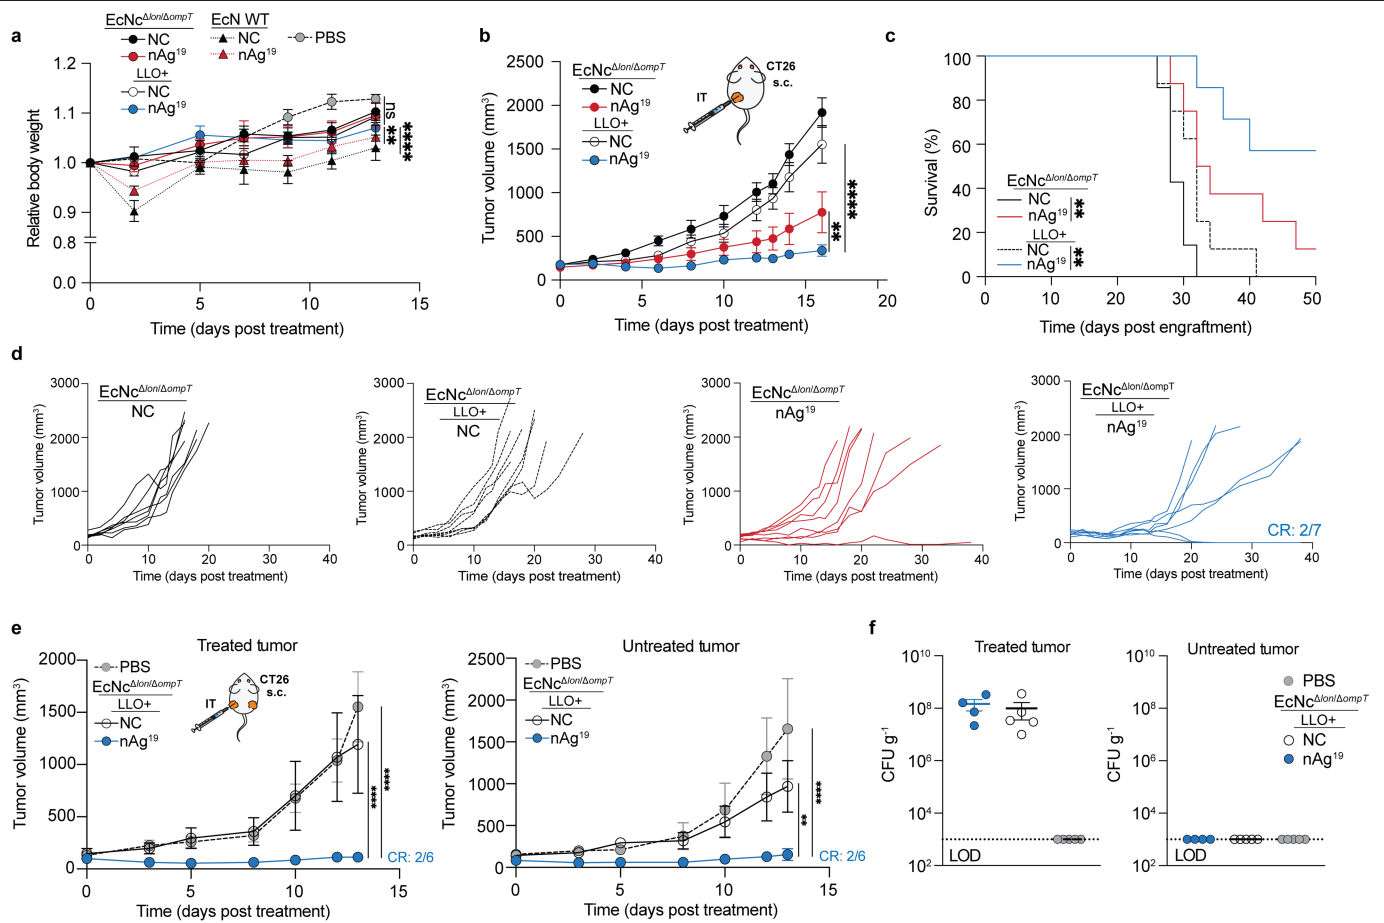 a
EcNcΔlon/ΔompT
EcN WT
NC
nAg19
NC
nAg19
PBS
LLO+
NC
nAg19
1.2
1.1
1.0
0.9
0.8
0.0
Relative body weight
0
5
10
15
Time (days post treatment)
ns
**
****
b
EcNcΔlon/ΔompT
NC
nAg19
LLO+
NC
nAg19
IT
CT26
s.c.
2500
2000
1500
1000
500
0
Tumor volume (mm3)
0
5
10
15
20
Time (days post treatment)
**
****
c
100
80
60
40
20
0
Survival (%)
EcNcΔlon/ΔompT
NC
nAg19
**
LLO+
NC
nAg19
**
0
10
20
30
40
50
Time (days post engraftment)
d
EcNcΔlon/ΔompT
NC
3000
2000
1000
0
Tumor volume (mm3)
0
10
20
30
40
Time (days post treatment)
EcNcΔlon/ΔompT
LLO+
NC
3000
2000
1000
0
Tumor volume (mm3)
0
10
20
30
40
Time (days post treatment)
EcNcΔlon/ΔompT
nAg19
3000
2000
1000
0
Tumor volume (mm3)
0
10
20
30
40
Time (days post treatment)
EcNcΔlon/ΔompT
LLO+
nAg19
3000
2000
1000
0
Tumor volume (mm3)
CR: 2/7
0
10
20
30
40
Time (days post treatment)
e
Treated tumor
PBS
EcNcΔlon/ΔompT
LLO+
NC
nAg19
IT
CT26
s.c.
2000
1500
1000
500
0
Tumor volume (mm3)
****
****
CR: 2/6
0
5
10
15
Time (days post treatment)
Untreated tumor
PBS
EcNcΔlon/ΔompT
LLO+
NC
nAg19
2500
2000
1500
1000
500
0
Tumor volume (mm3)
**
****
CR: 2/6
0
5
10
15
Time (days post treatment)
f
Treated tumor
1010
108
106
104
102
CFU g-1
LOD
Untreated tumor
1010
108
106
104
102
CFU g-1
LOD
PBS
EcNcΔlon/ΔompT
LLO+
NC
nAg19